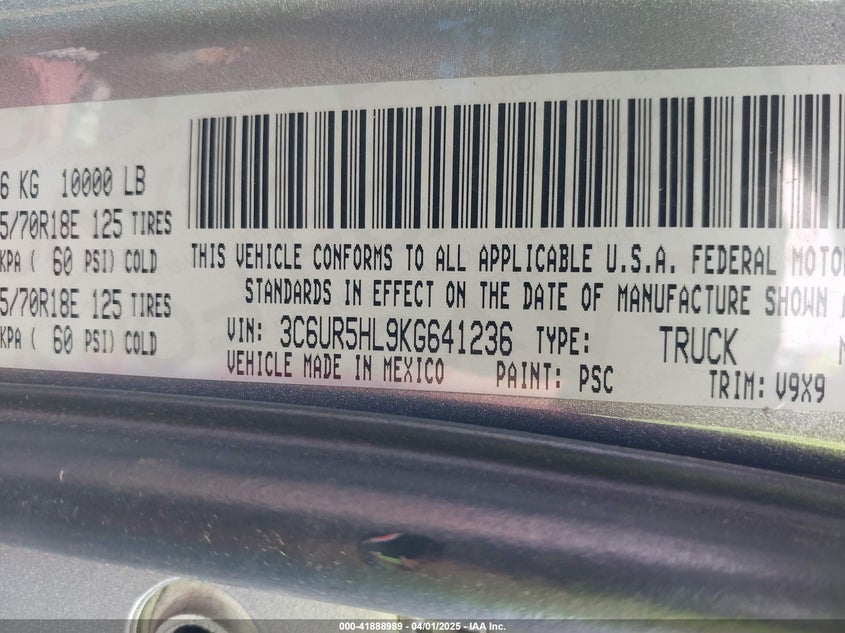 6 KG 10000 LB
5/70R18E 125 TIRES
KPA ( 60 PSI) COLD
5/70R18E 125 TIRES
KPA ( 60 PSI) COLD
THIS VEHICLE CONFORMS TO ALL APPLICABLE U.S.A. FEDERAL MOTO
STANDARDS IN EFFECT ON THE DATE OF MANUFACTURE SHOWN
VIN: 3C6UR5HL9KG641236 TYPE: TRUCK
VEHICLE MADE IN MEXICO PAINT: PSC TRIM: V9X9
000-41888989 | 04/01/2025 | IAA Inc.